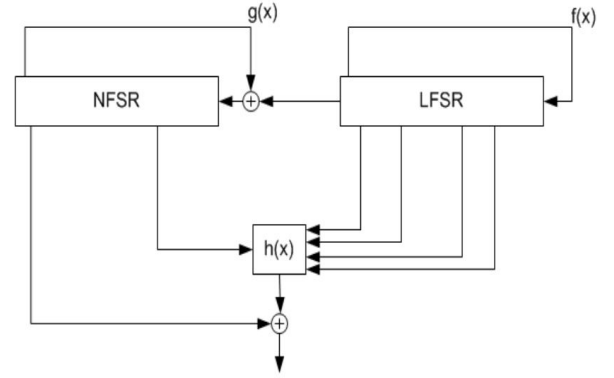 g(x)
f(x)
NFSR
+
LFSR
h(x)
+